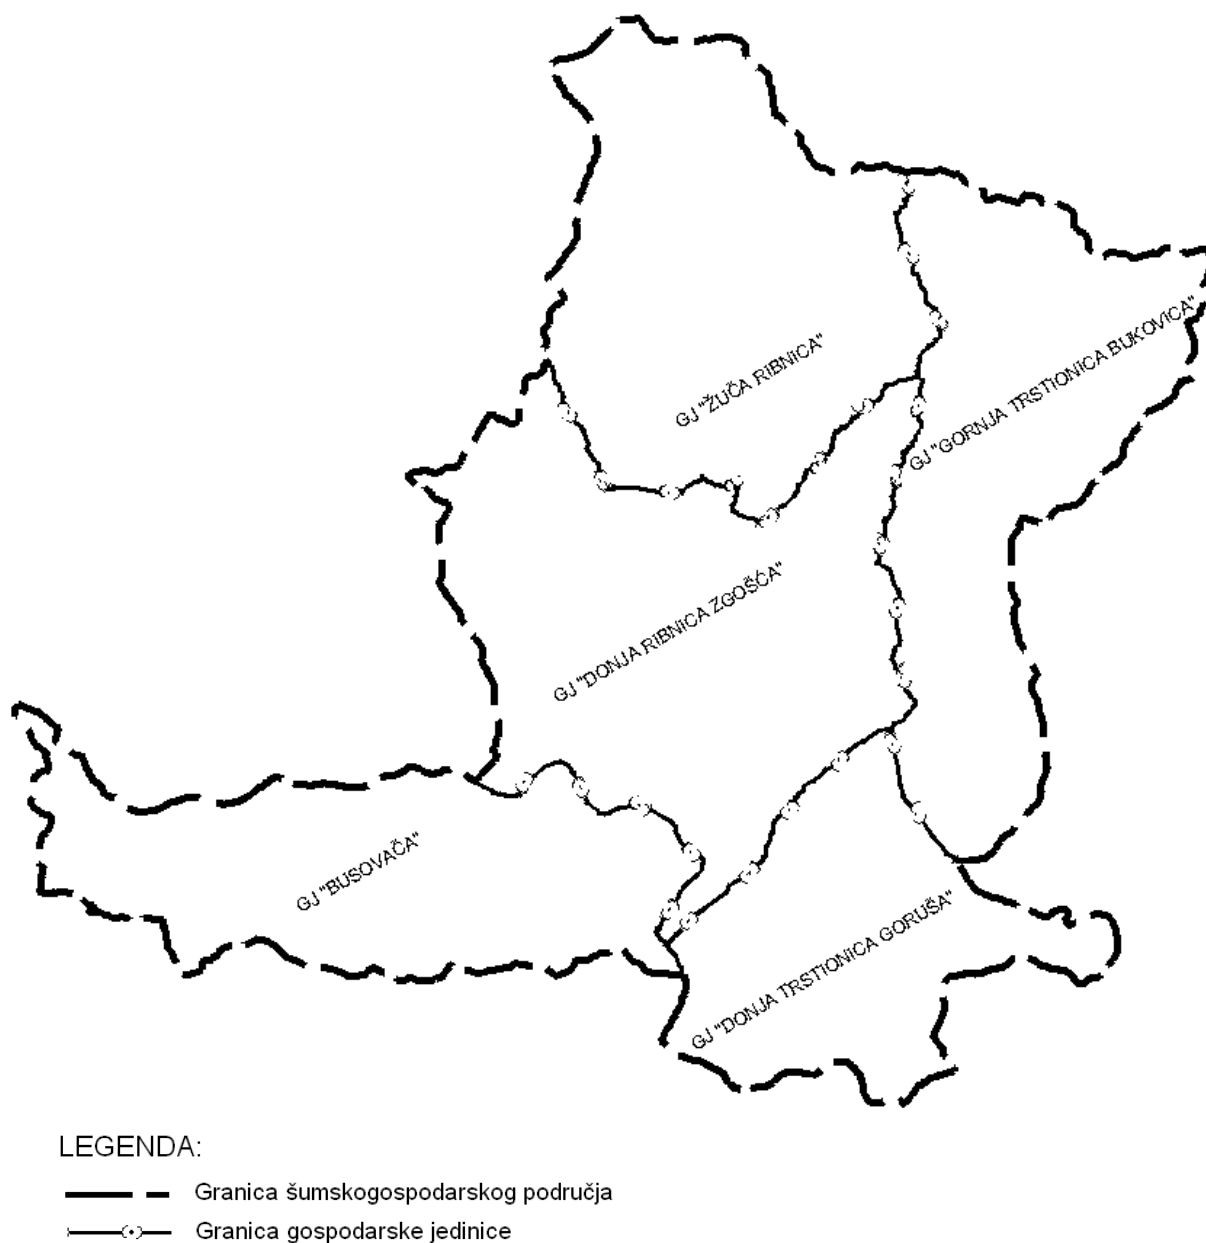 GJ "ŽUČA RIBNICA"
GJ "GORNJA TRSTIONICA BUKOVICA"
GJ "DONJA RIBNICA ZGOŠĆA"
GJ "BUSOVAČA"
GJ "DONJA TRSTIONICA GORUŠA"
LEGENDA:
Granica šumskogospodarskog područja
Granica gospodarske jedinice